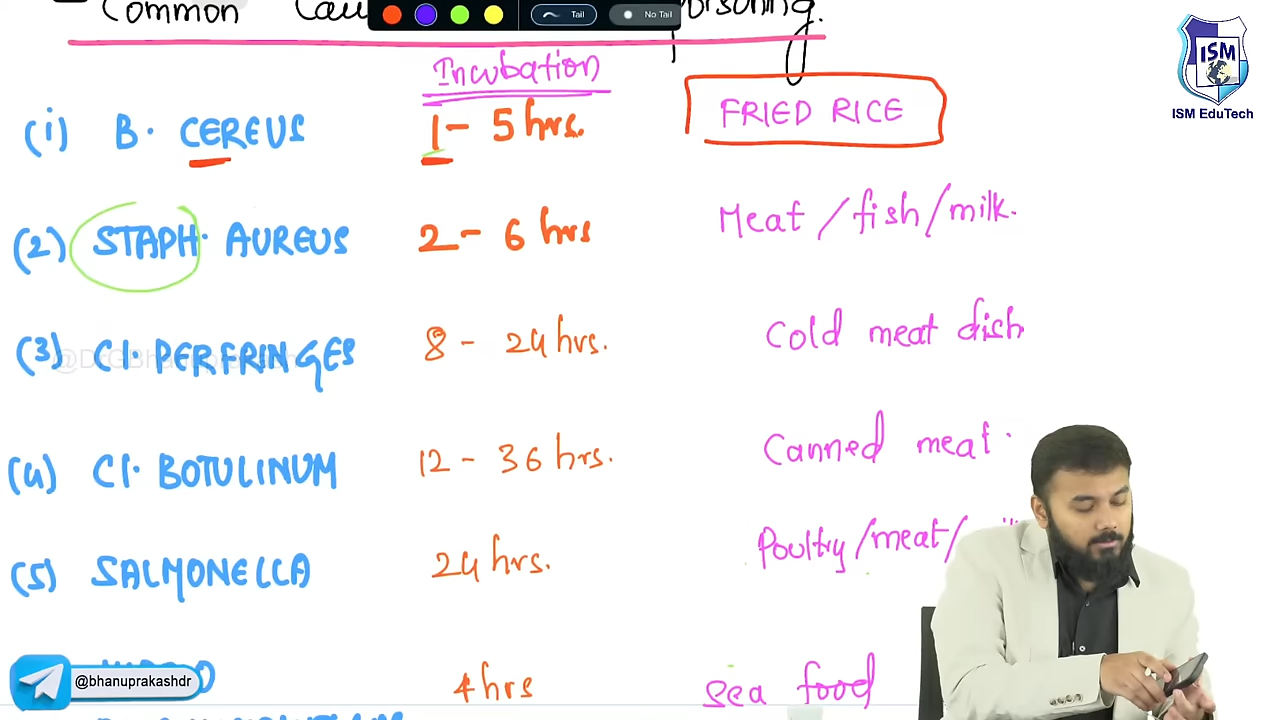 Common
Tail
No Tail
ISM
ISM EduTech
Incubation
(i) B. CEREUS 1 - 5 hrs. FRIED RICE
(2) STAPH. AUREUS 2 - 6 hrs Meat / fish / milk.
(3) Cl. PERFRINGES 8 - 24 hrs. Cold meat dish
(4) Cl. BOTULINUM 12 - 36 hrs. Canned meat.
(5) SALMONELLA 24 hrs. Poultry / meat /
4 hrs Sea food
@bhanuprakashdr